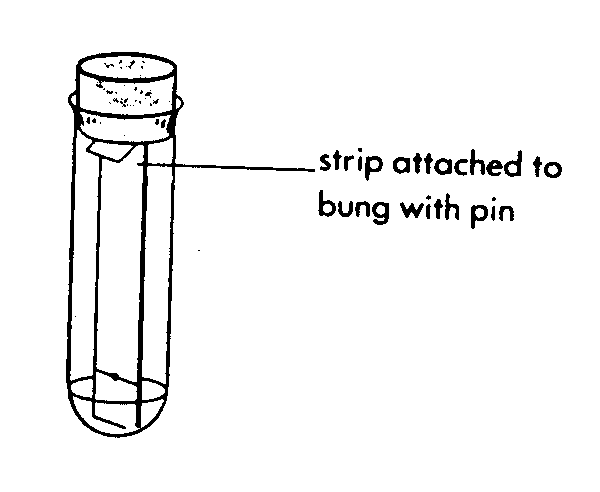 strip attached to
bung with pin